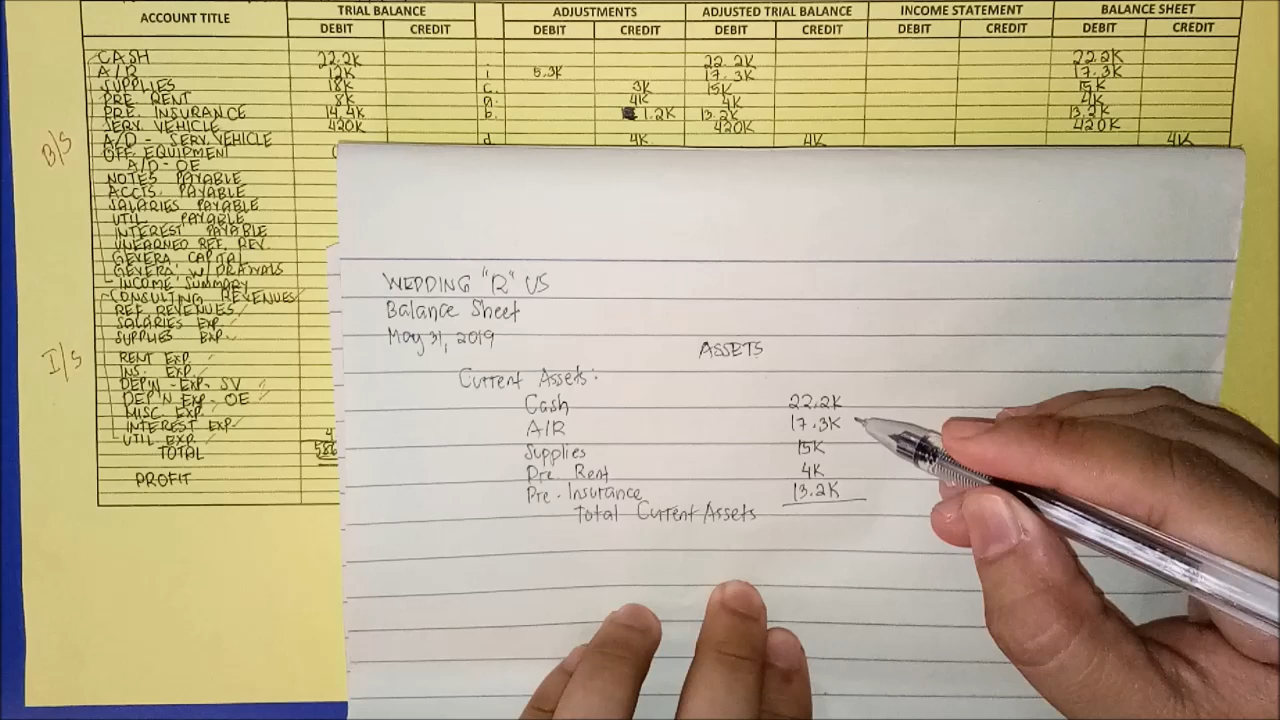 ACCOUNT TITLE TRIAL BALANCE ADJUSTMENTS ADJUSTED TRIAL BALANCE INCOME STATEMENT BALANCE SHEET
DEBIT CREDIT DEBIT CREDIT DEBIT CREDIT DEBIT CREDIT DEBIT CREDIT
CASH 22.2K 22.2K 22.2K
A/R 12K i 5.3K 17.3K 17.3K
SUPPLIES 18K c. 3K 15K 15K
PRE. RENT 8K a. 4K 4K 4K
PRE. INSURANCE 14.4K b. 1.2K 13.2K 13.2K
SERV. VEHICLE 420K 420K 420K
A/D - SERV. VEHICLE d 4K 4K 4K
OFF. EQUIPMENT
A/D - OE
NOTES PAYABLE
ACCTS. PAYABLE
SALARIES PAYABLE
UTIL. PAYABLE
INTEREST PAYABLE
UNEARNED REF. REV.
GEVERA CAPITAL
GEVERA W/DRAWALS
INCOME SUMMARY
CONSULTING REVENUES
REF. REVENUES
SALARIES EXP.
SUPPLIES EXP.
RENT EXP.
INS. EXP.
DEP'N - EXP - SV
DEP'N EXP - OE
MISC. EXP.
INTEREST EXP.
UTIL EXP. 4
TOTAL 586
PROFIT
B/S
I/S
WEDDING "R" US
Balance Sheet
May 31, 2019
ASSETS
Current Assets:
Cash 22.2K
A/R 17.3K
Supplies 15K
Pre. Rent 4K
Pre. Insurance 13.2K
Total Current Assets